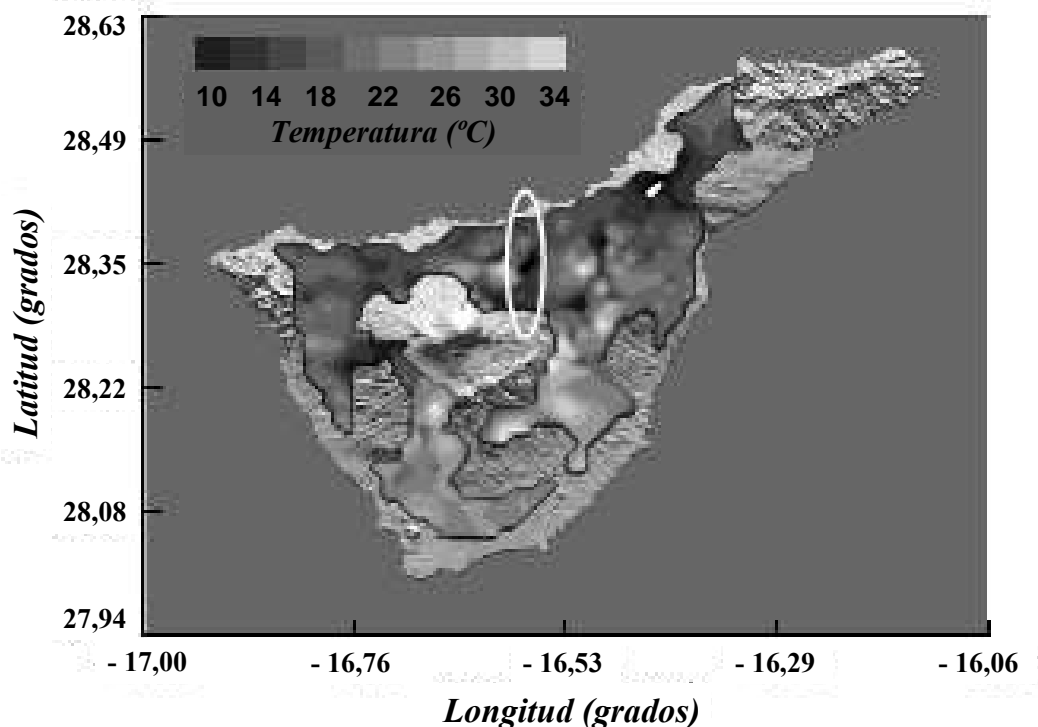 28,63
10 14 18 22 26 30 34
Temperatura (ºC)
28,49
28,35
28,22
28,08
27,94
Latitud (grados)
- 17,00 - 16,76 - 16,53 - 16,29 - 16,06
Longitud (grados)